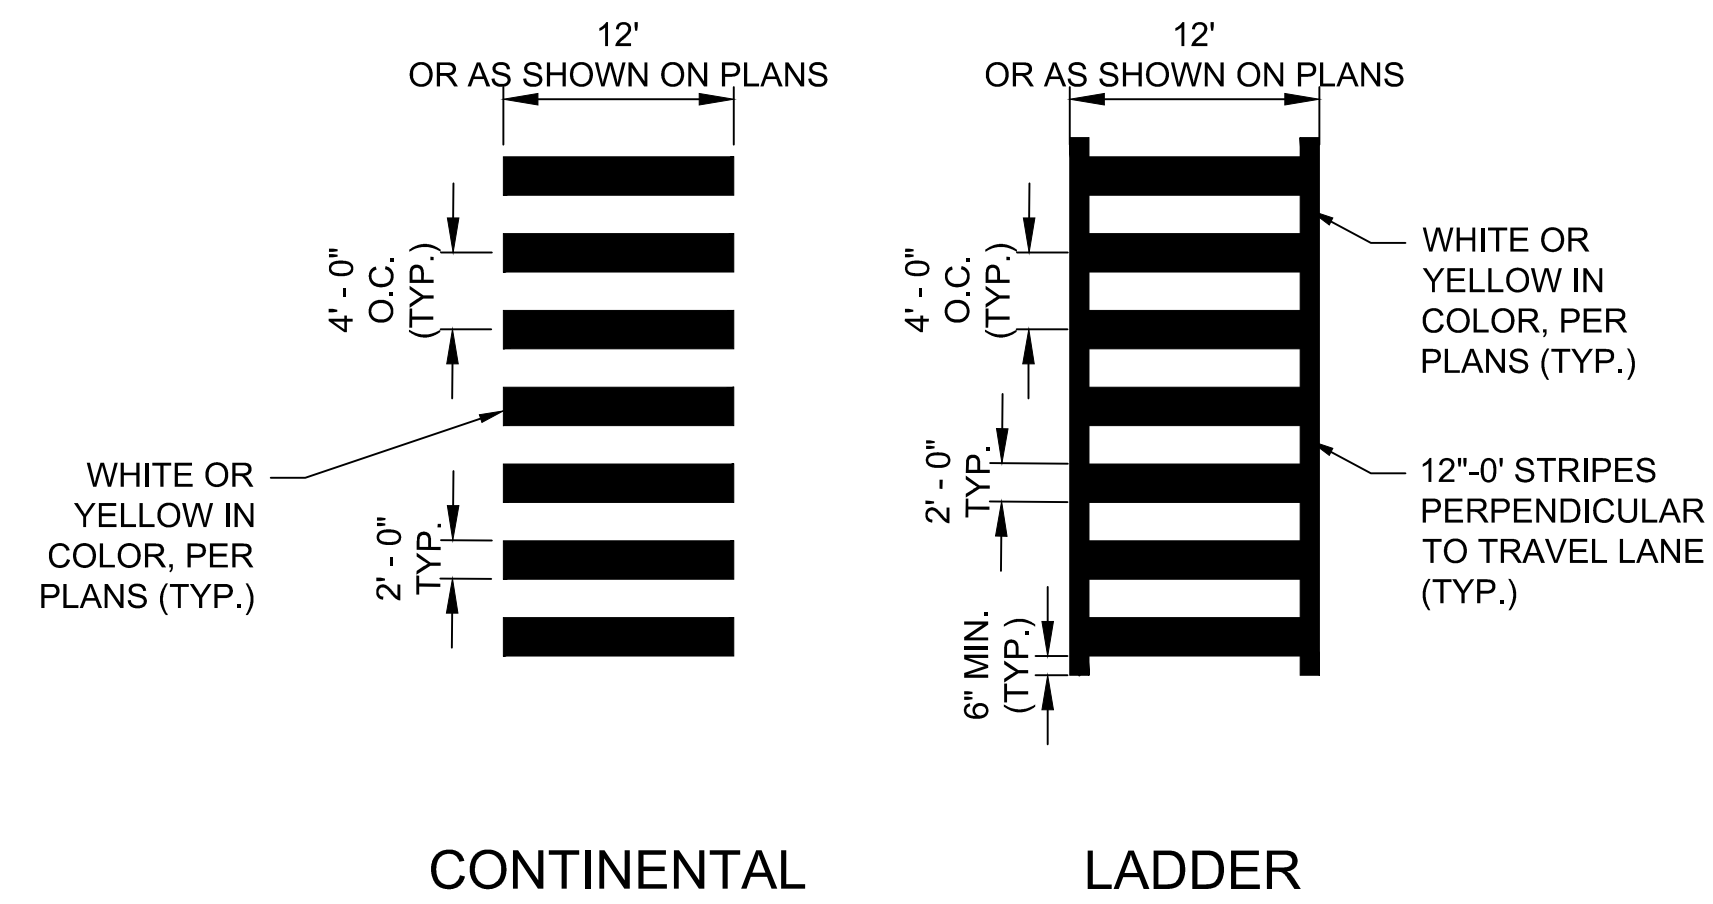 12'
OR AS SHOWN ON PLANS
4' - 0"
O.C.
(TYP.)
WHITE OR
YELLOW IN
COLOR, PER
PLANS (TYP.)
2' - 0"
TYP.
CONTINENTAL
12'
OR AS SHOWN ON PLANS
4' - 0"
O.C.
(TYP.)
2' - 0"
TYP.
6" MIN.
(TYP.)
WHITE OR
YELLOW IN
COLOR, PER
PLANS (TYP.)
12"-0' STRIPES
PERPENDICULAR
TO TRAVEL LANE
(TYP.)
LADDER